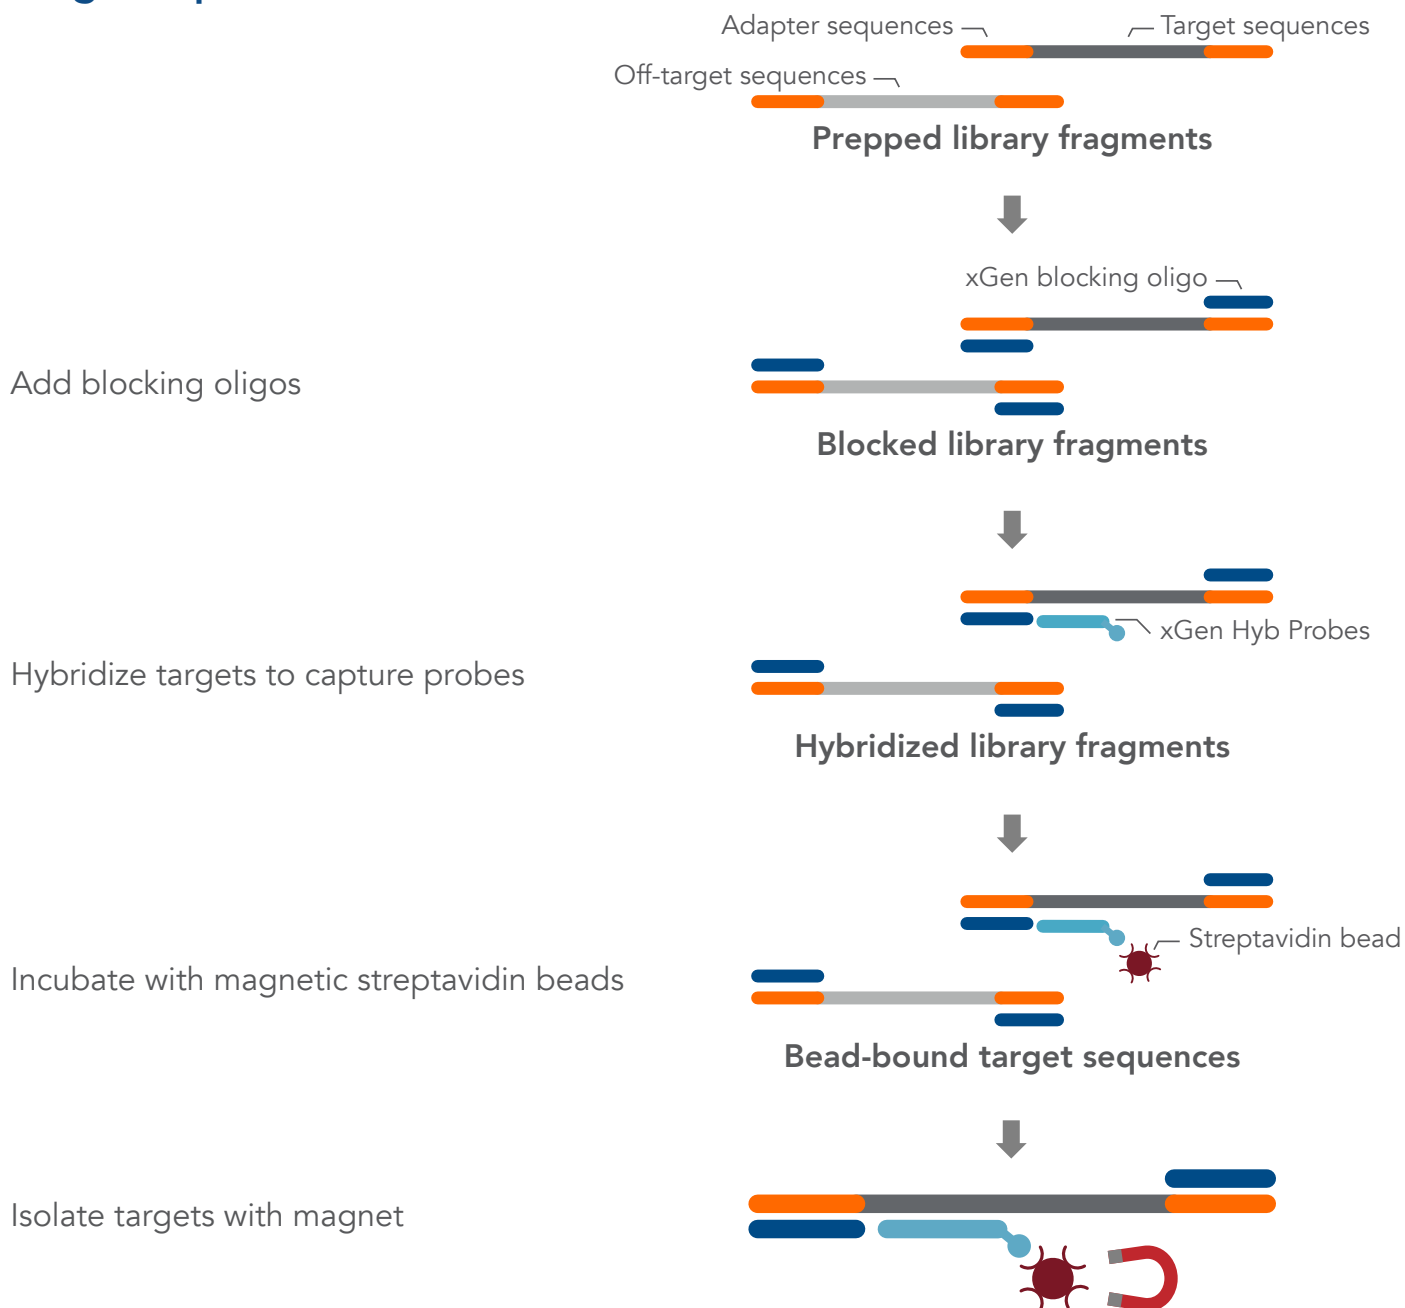 Adapter sequences
Target sequences
Off-target sequences
Prepped library fragments
xGen blocking oligo
Add blocking oligos
Blocked library fragments
xGen Hyb Probes
Hybridize targets to capture probes
Hybridized library fragments
Streptavidin bead
Incubate with magnetic streptavidin beads
Bead-bound target sequences
Isolate targets with magnet